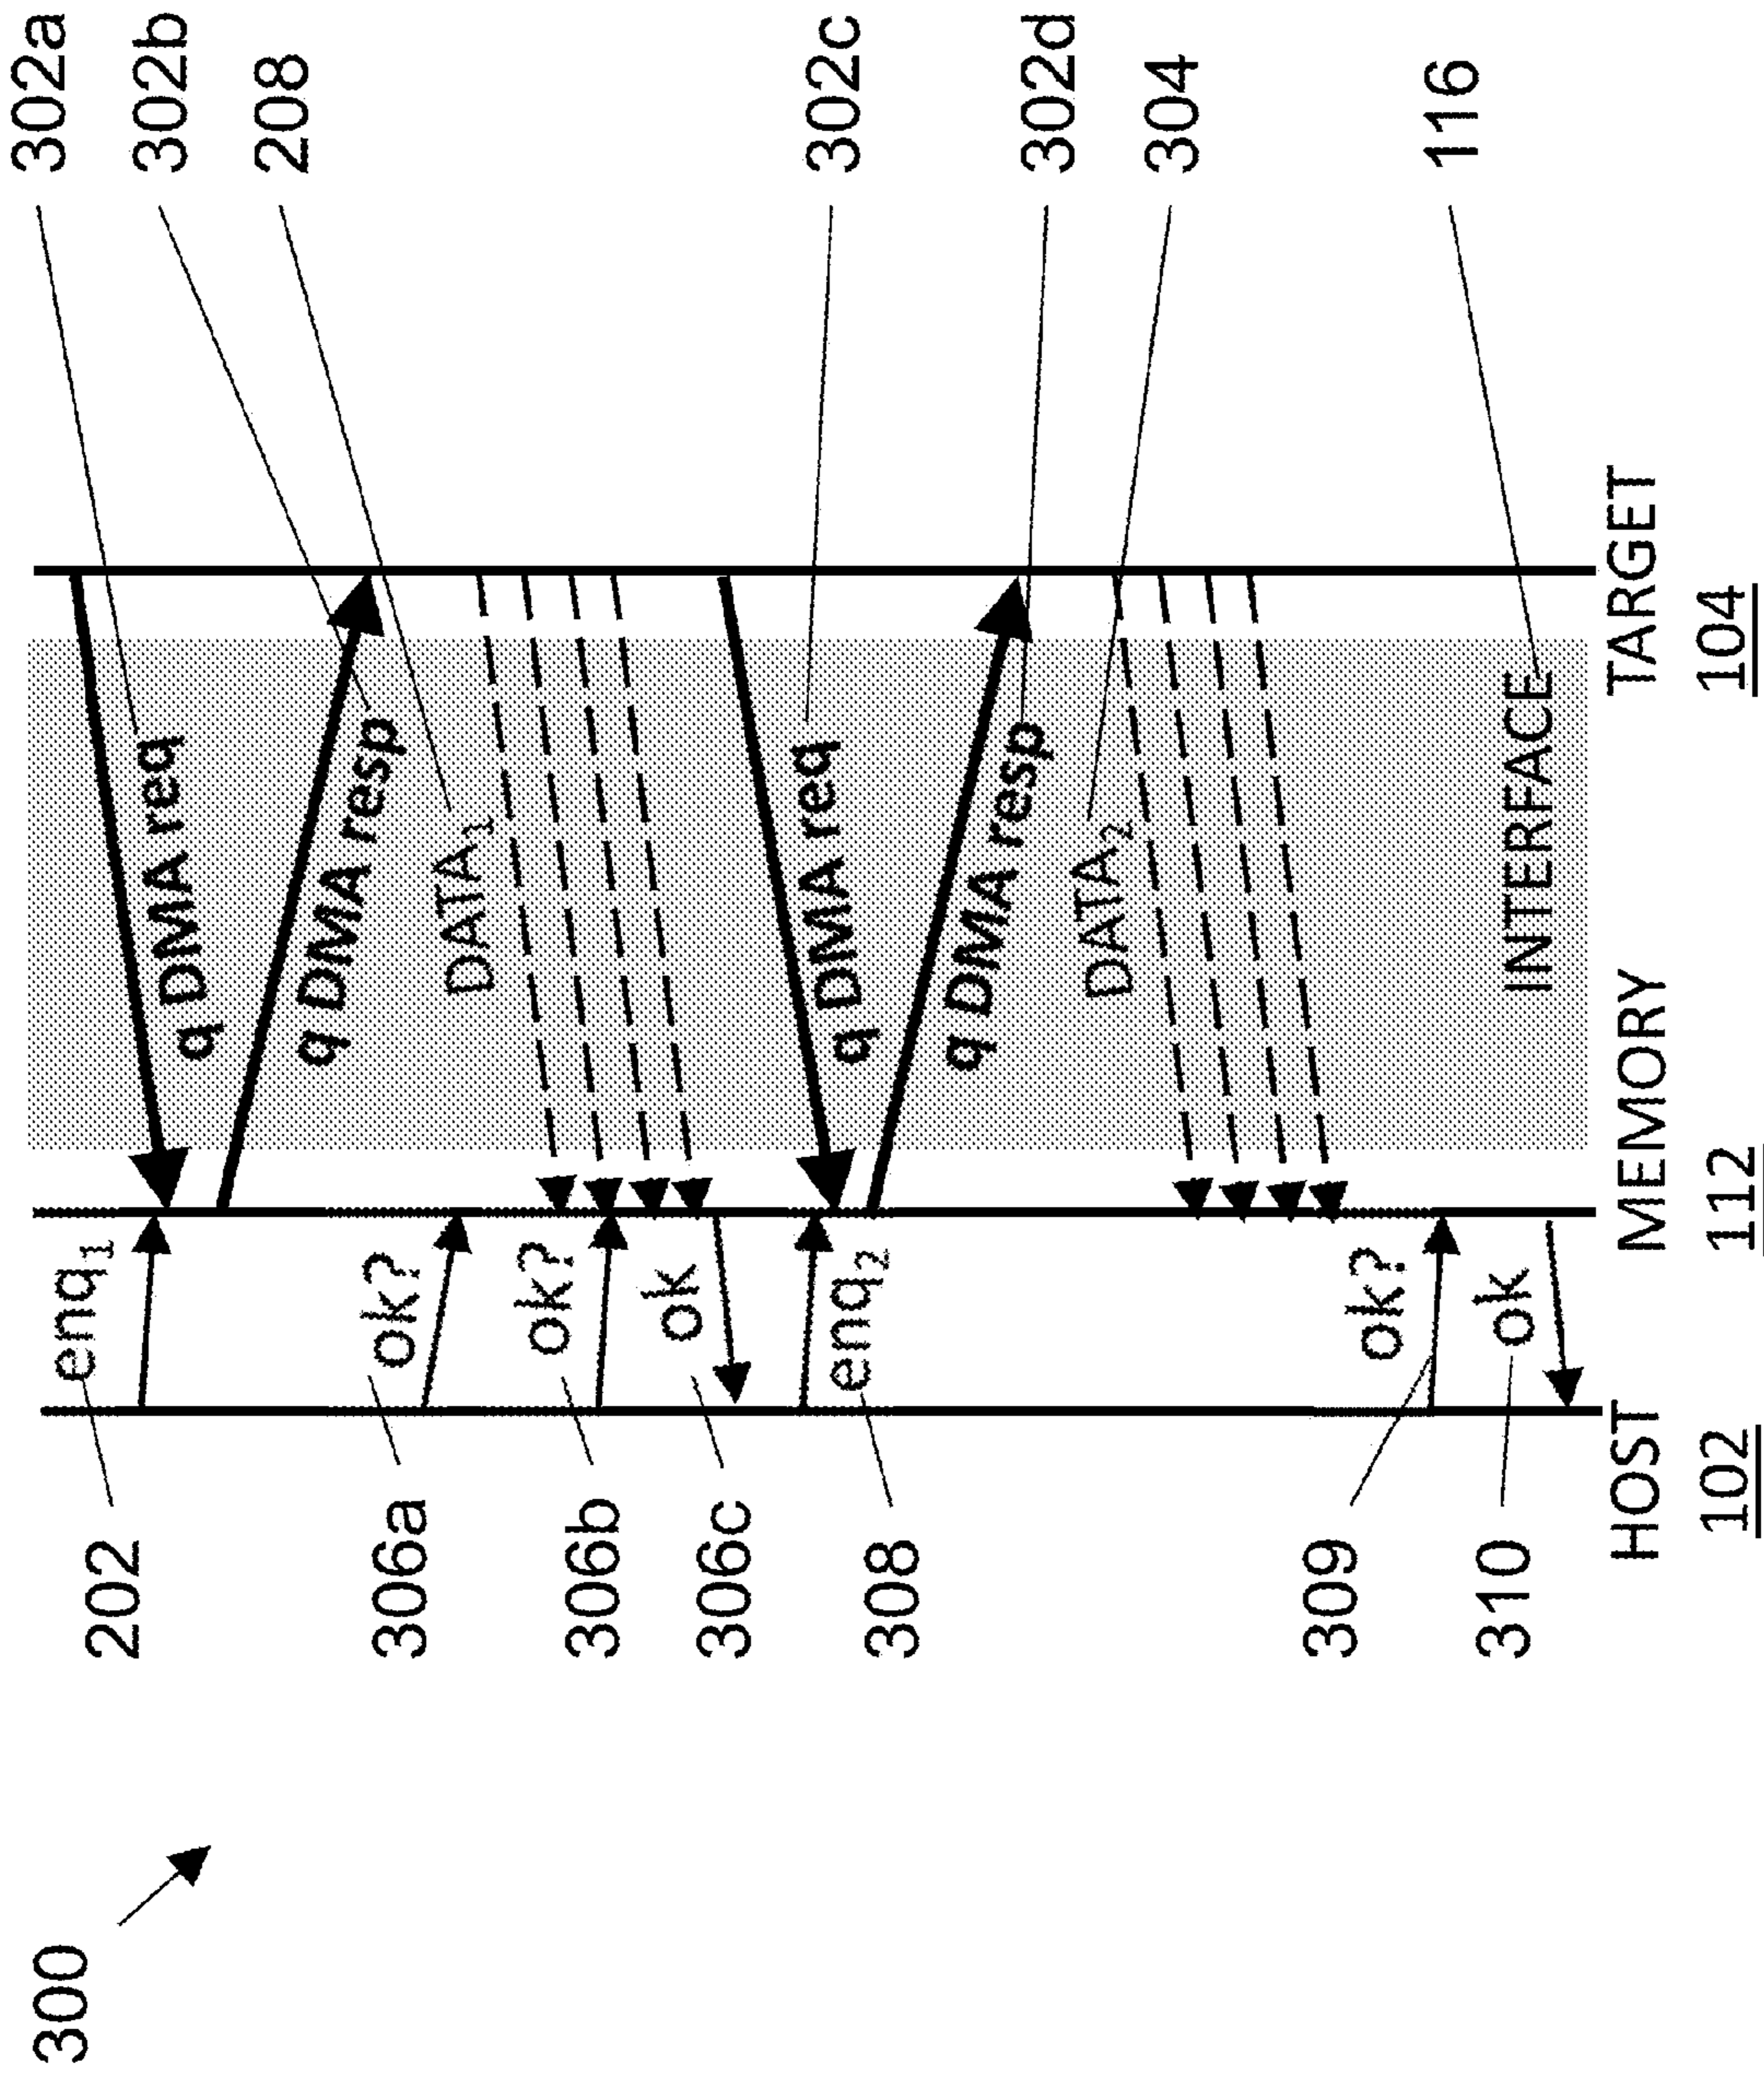 300
202
306a
306b
306c
308
309
310
enq1
ok?
ok?
ok
enq2
ok?
ok
q DMA req
q DMA resp
DATA1
q DMA req
q DMA resp
DATA2
INTERFACE
302a
302b
208
302c
302d
304
116
HOST
102
MEMORY
112
TARGET
104